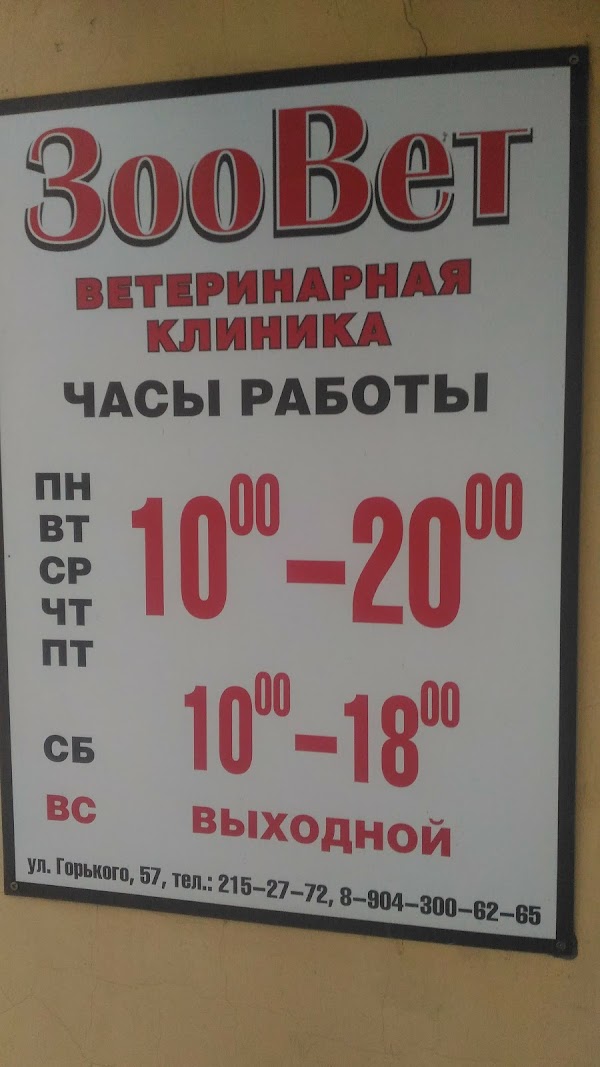 ЗооВет
ВЕТЕРИНАРНАЯ
КЛИНИКА
ЧАСЫ РАБОТЫ
ПН
ВТ
СР
ЧТ
ПТ
10⁰⁰–20⁰⁰
СБ 10⁰⁰–18⁰⁰
ВС ВЫХОДНОЙ
ул. Горького, 57, тел.: 215–27–72, 8–904–300–62–65